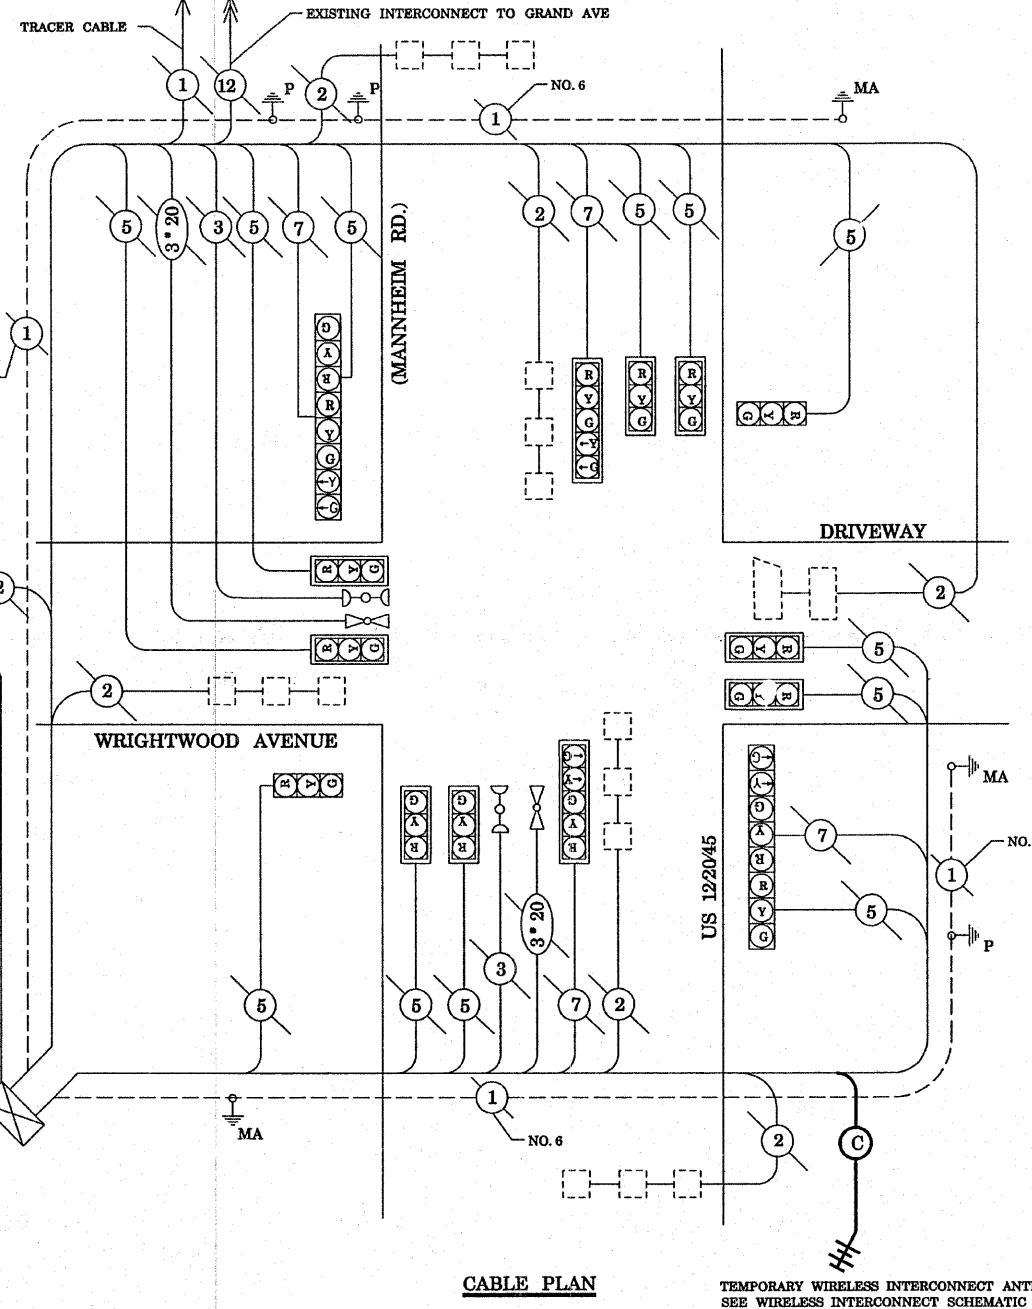 EXISTING INTERCONNECT TO GRAND AVE
TRACER CABLE
1
12
2
P
P
NO. 6
1
MA
5
3 # 20
3
5
7
5
(MANNHEIM RD.)
2
7
5
5
5
1
G
Y
R
R
Y
G
←Y
←G
R
Y
G
←Y
←G
R
Y
G
R
Y
G
G Y R
DRIVEWAY
R Y G
2
2
R Y G
G Y R
5
2
G Y R
5
WRIGHTWOOD AVENUE
R Y G
G
Y
R
G
Y
R
←G
←Y
G
Y
R
←G
←Y
G
Y
R
R
Y
G
MA
7
NO.
1
US 12/20/45
5
P
3 # 20
3
5
5
5
7
2
1
MA
NO. 6
2
C
CABLE PLAN
TEMPORARY WIRELESS INTERCONNECT
SEE WIRELESS INTERCONNECT SCHEMATIC